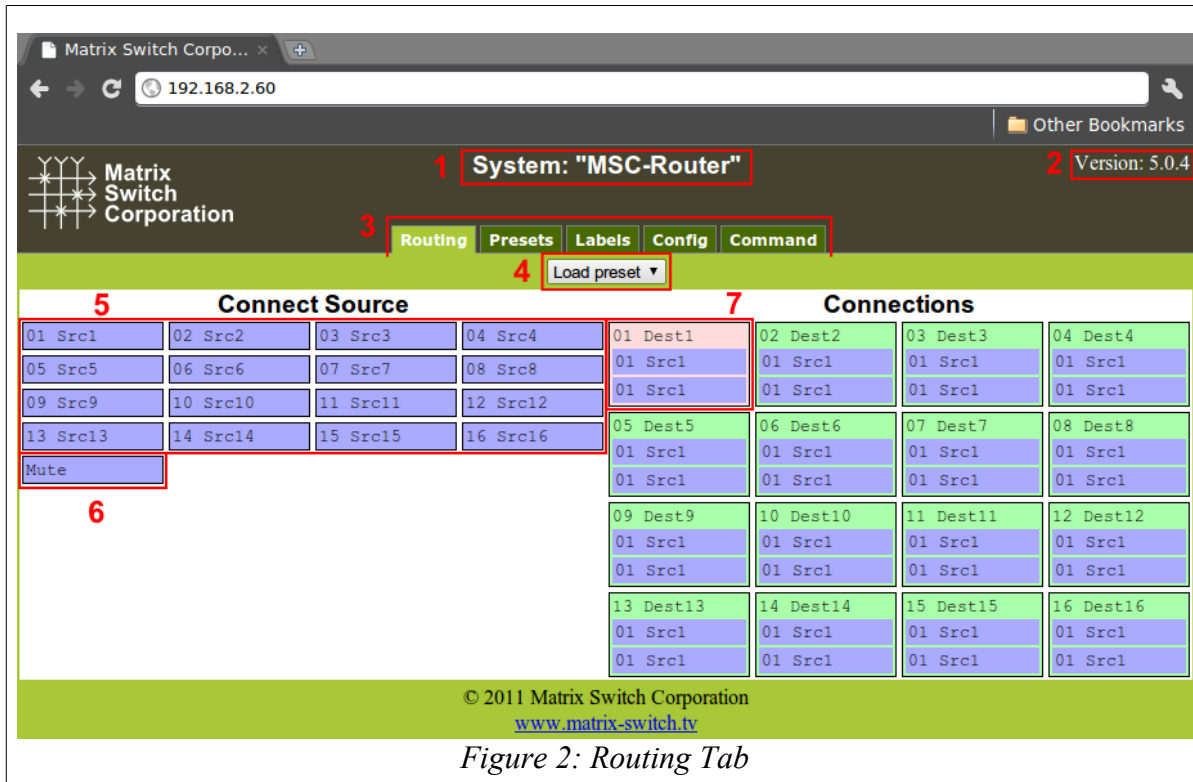 Matrix Switch Corpo... ×
192.168.2.60
Other Bookmarks
Matrix
Switch
Corporation
1 System: "MSC-Router"
2 Version: 5.0.4
3 Routing Presets Labels Config Command
4 Load preset ▼
5 Connect Source
01 Src1 02 Src2 03 Src3 04 Src4
05 Src5 06 Src6 07 Src7 08 Src8
09 Src9 10 Src10 11 Src11 12 Src12
13 Src13 14 Src14 15 Src15 16 Src16
Mute
6
7 Connections
01 Dest1 02 Dest2 03 Dest3 04 Dest4
01 Src1 01 Src1 01 Src1 01 Src1
01 Src1 01 Src1 01 Src1 01 Src1
05 Dest5 06 Dest6 07 Dest7 08 Dest8
01 Src1 01 Src1 01 Src1 01 Src1
01 Src1 01 Src1 01 Src1 01 Src1
09 Dest9 10 Dest10 11 Dest11 12 Dest12
01 Src1 01 Src1 01 Src1 01 Src1
01 Src1 01 Src1 01 Src1 01 Src1
13 Dest13 14 Dest14 15 Dest15 16 Dest16
01 Src1 01 Src1 01 Src1 01 Src1
01 Src1 01 Src1 01 Src1 01 Src1
© 2011 Matrix Switch Corporation
www.matrix-switch.tv
Figure 2: Routing Tab